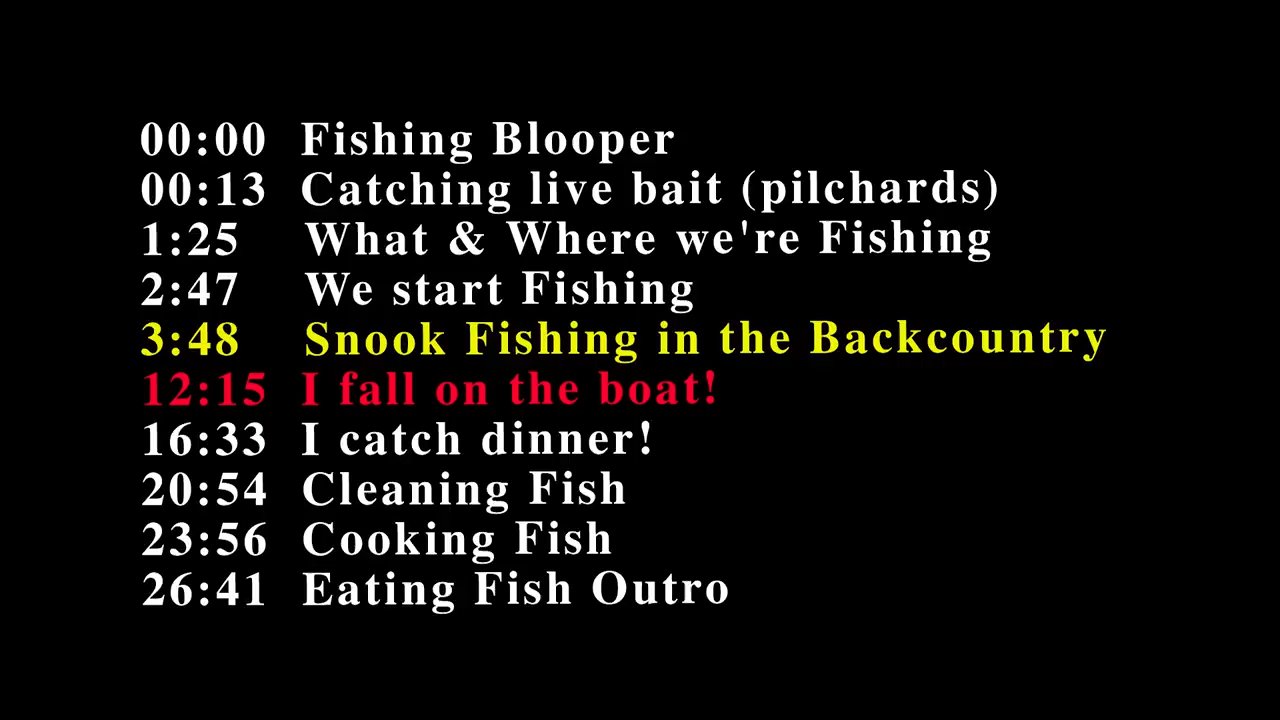 00:00 Fishing Blooper
00:13 Catching live bait (pilchards)
1:25 What & Where we're Fishing
2:47 We start Fishing
3:48 Snook Fishing in the Backcountry
12:15 I fall on the boat!
16:33 I catch dinner!
20:54 Cleaning Fish
23:56 Cooking Fish
26:41 Eating Fish Outro